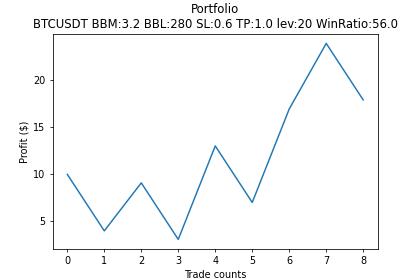 Portfolio
BTCUSDT BBM:3.2 BBL:280 SL:0.6 TP:1.0 lev:20 WinRatio:56.0
Profit ($)
20
15
10
5
0 1 2 3 4 5 6 7 8
Trade counts